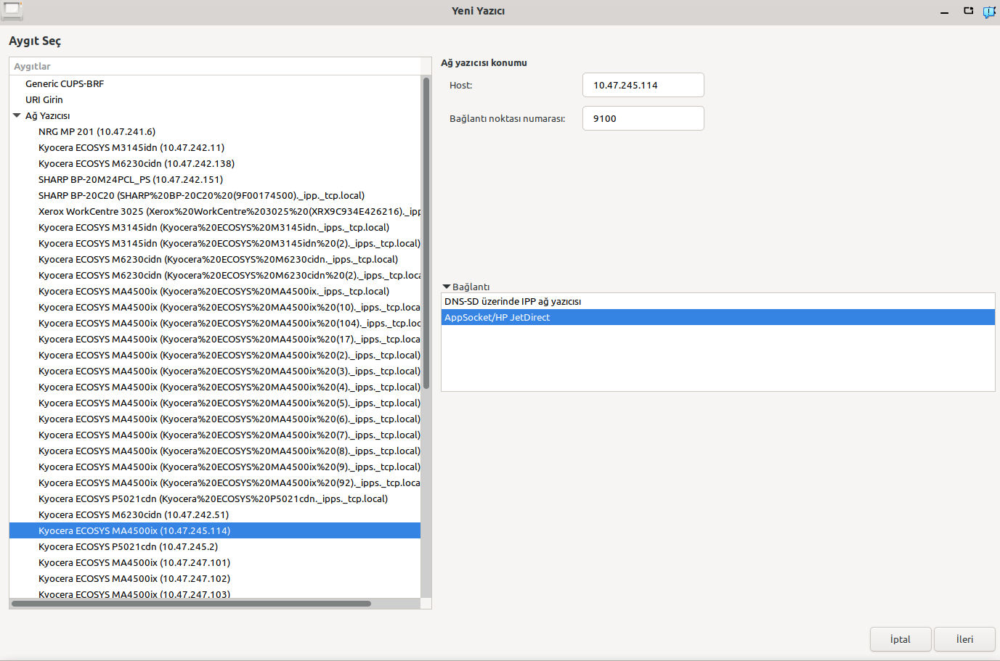 Yeni Yazıcı
Aygıt Seç
Aygıtlar
Generic CUPS-BRF
URI Girin
Ağ Yazıcısı
NRG MP 201 (10.47.241.6)
Kyocera ECOSYS M3145idn (10.47.242.11)
Kyocera ECOSYS M6230cidn (10.47.242.138)
SHARP BP-20M24PCL_PS (10.47.242.151)
SHARP BP-20C20 (SHARP%20BP-20C20%20(9F00174500)._ipp._tcp.local)
Xerox WorkCentre 3025 (Xerox%20WorkCentre%203025%20(XRX9C934E426216)._ipp
Kyocera ECOSYS M3145idn (Kyocera%20ECOSYS%20M3145idn._ipps._tcp.local)
Kyocera ECOSYS M3145idn (Kyocera%20ECOSYS%20M3145idn%20(2)._ipps._tcp.local)
Kyocera ECOSYS M6230cidn (Kyocera%20ECOSYS%20M6230cidn._ipps._tcp.local)
Kyocera ECOSYS M6230cidn (Kyocera%20ECOSYS%20M6230cidn%20(2)._ipps._tcp.loca
Kyocera ECOSYS MA4500ix (Kyocera%20ECOSYS%20MA4500ix._ipps._tcp.local)
Kyocera ECOSYS MA4500ix (Kyocera%20ECOSYS%20MA4500ix%20(10)._ipps._tcp.local
Kyocera ECOSYS MA4500ix (Kyocera%20ECOSYS%20MA4500ix%20(104)._ipps._tcp.loc
Kyocera ECOSYS MA4500ix (Kyocera%20ECOSYS%20MA4500ix%20(17)._ipps._tcp.loca
Kyocera ECOSYS MA4500ix (Kyocera%20ECOSYS%20MA4500ix%20(2)._ipps._tcp.local)
Kyocera ECOSYS MA4500ix (Kyocera%20ECOSYS%20MA4500ix%20(3)._ipps._tcp.local)
Kyocera ECOSYS MA4500ix (Kyocera%20ECOSYS%20MA4500ix%20(4)._ipps._tcp.local)
Kyocera ECOSYS MA4500ix (Kyocera%20ECOSYS%20MA4500ix%20(5)._ipps._tcp.local)
Kyocera ECOSYS MA4500ix (Kyocera%20ECOSYS%20MA4500ix%20(6)._ipps._tcp.local)
Kyocera ECOSYS MA4500ix (Kyocera%20ECOSYS%20MA4500ix%20(7)._ipps._tcp.local)
Kyocera ECOSYS MA4500ix (Kyocera%20ECOSYS%20MA4500ix%20(8)._ipps._tcp.local)
Kyocera ECOSYS MA4500ix (Kyocera%20ECOSYS%20MA4500ix%20(9)._ipps._tcp.local)
Kyocera ECOSYS MA4500ix (Kyocera%20ECOSYS%20MA4500ix%20(92)._ipps._tcp.loca
Kyocera ECOSYS P5021cdn (Kyocera%20ECOSYS%20P5021cdn._ipps._tcp.local)
Kyocera ECOSYS M6230cidn (10.47.242.51)
Kyocera ECOSYS MA4500ix (10.47.245.114)
Kyocera ECOSYS P5021cdn (10.47.245.2)
Kyocera ECOSYS MA4500ix (10.47.247.101)
Kyocera ECOSYS MA4500ix (10.47.247.102)
Kyocera ECOSYS MA4500ix (10.47.247.103)
Ağ yazıcısı konumu
Host: 10.47.245.114
Bağlantı noktası numarası: 9100
Bağlantı
DNS-SD üzerinde IPP ağ yazıcısı
AppSocket/HP JetDirect
İptal İleri